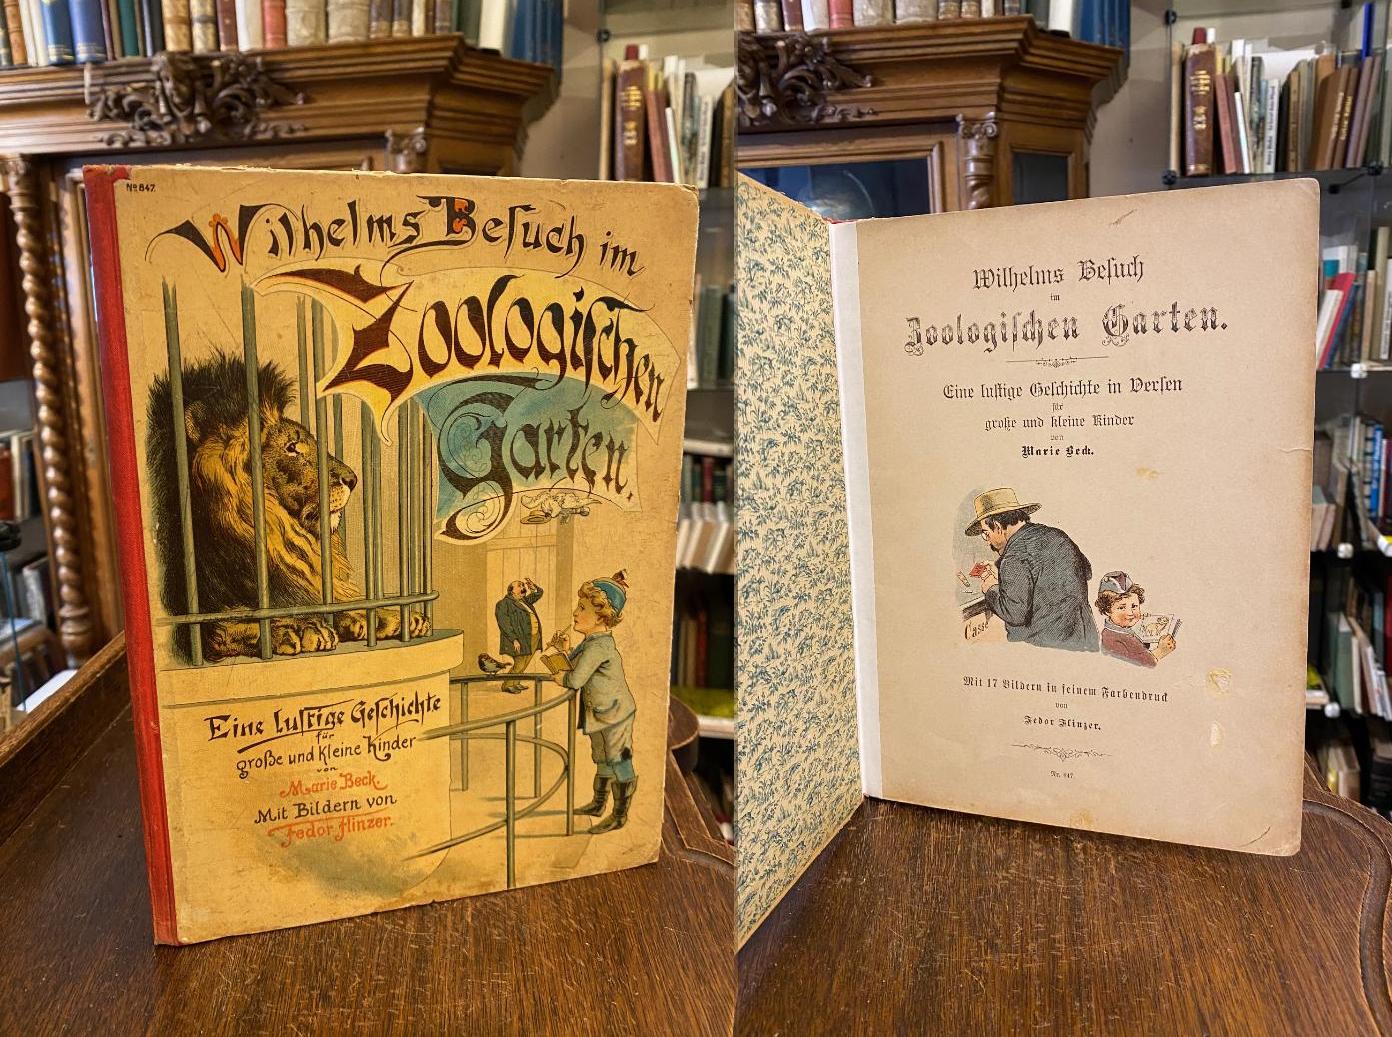 No 847.
Wilhelms Beſuch im
Zoologiſchen
Garten.
Eine luſtige Geſchichte
für
große und kleine Kinder
von
Marie Beck.
Mit Bildern von
Fedor Flinzer.
Wilhelms Beſuch
im
Zoologiſchen Garten.
Eine luſtige Geſchichte in Verſen
für
große und kleine Kinder
von
Marie Beck.
Casse
Mit 17 Bildern in feinem Farbendruck
von
Fedor Flinzer.
Nr. 847.